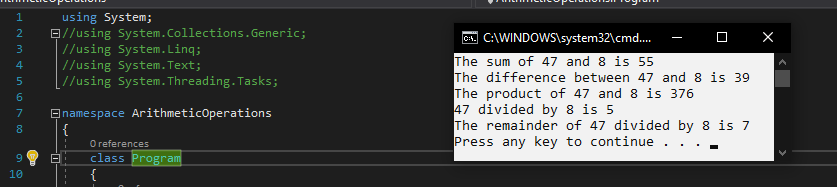 ArithmeticOperations.Program
1 using System;
2 //using System.Collections.Generic;
3 //using System.Linq;
4 //using System.Text;
5 //using System.Threading.Tasks;
6
7 namespace ArithmeticOperations
8 {
0 references
9 class Program
10 {
C:\WINDOWS\system32\cmd....
The sum of 47 and 8 is 55
The difference between 47 and 8 is 39
The product of 47 and 8 is 376
47 divided by 8 is 5
The remainder of 47 divided by 8 is 7
Press any key to continue . . .